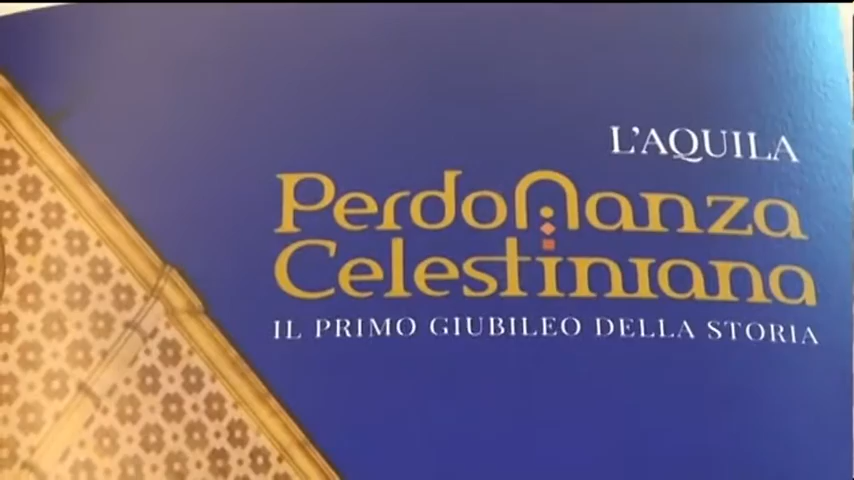 L'AQUILA
Perdonanza
Celestiniana
IL PRIMO GIUBILEO DELLA STORIA